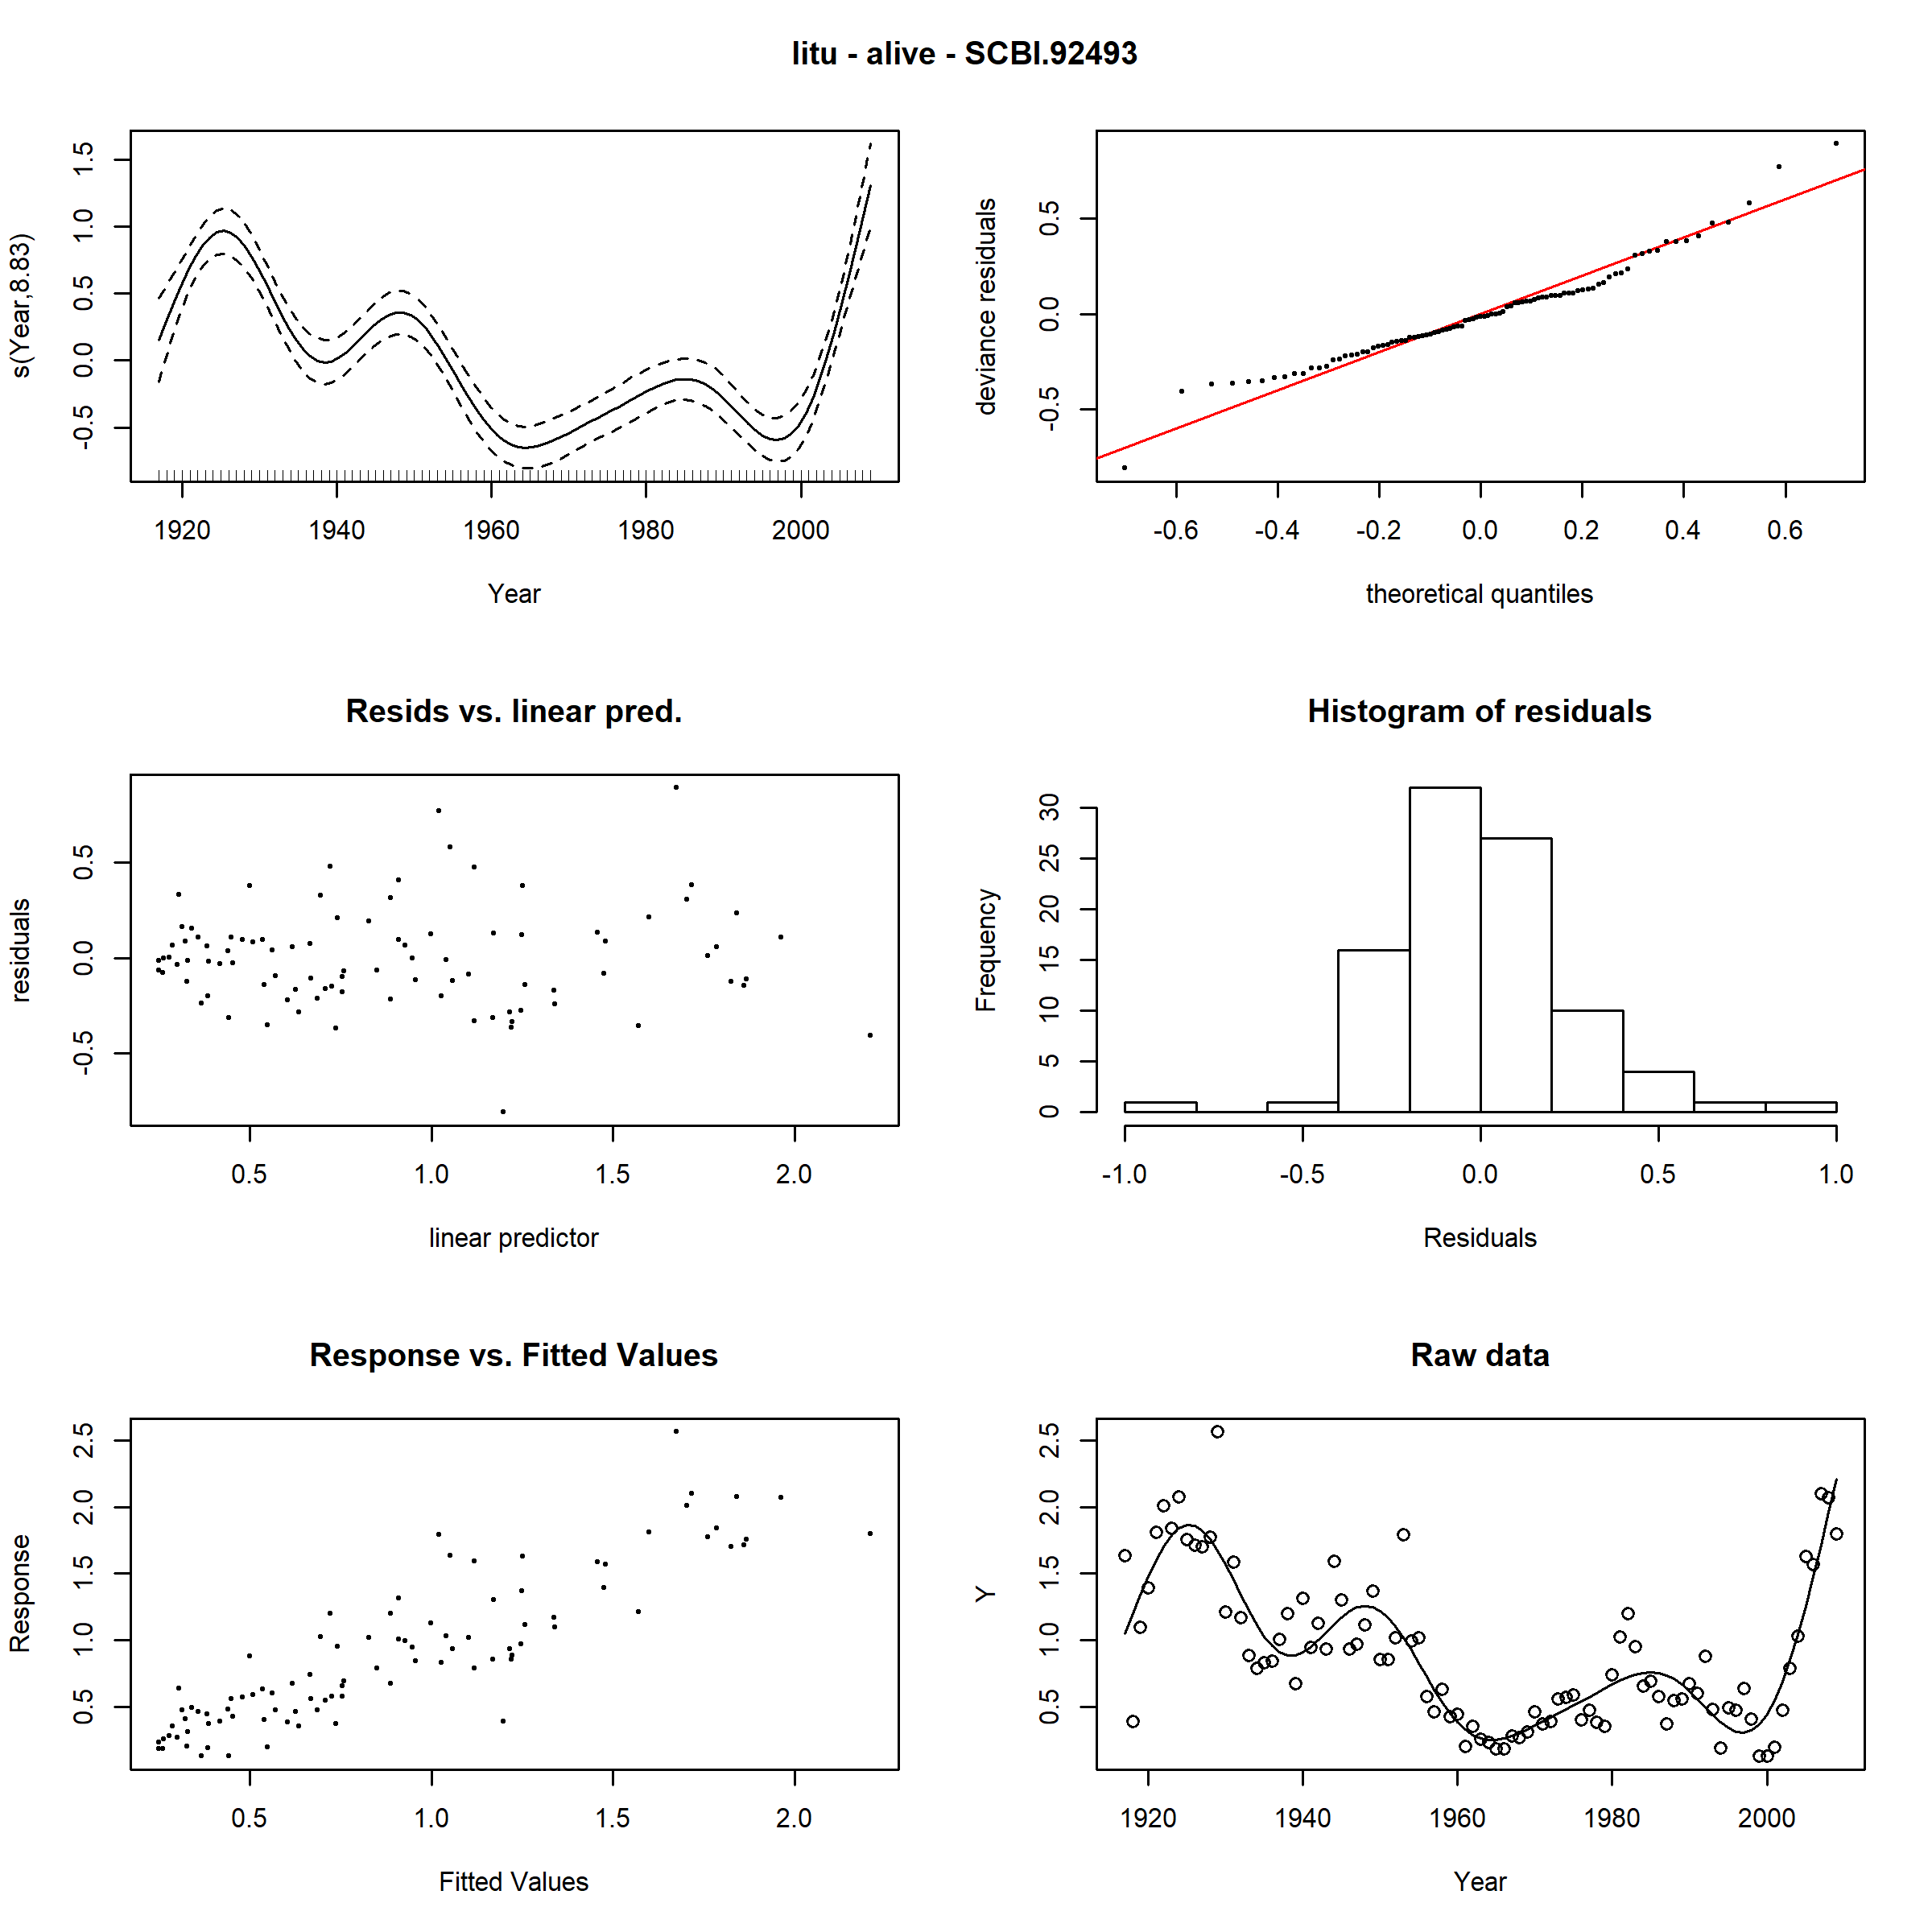 litu - alive - SCBI.92493
s(Year,8.83)
-0.5 0.0 0.5 1.0 1.5
1920 1940 1960 1980 2000
Year
deviance residuals
-0.5 0.0 0.5
-0.6 -0.4 -0.2 0.0 0.2 0.4 0.6
theoretical quantiles
Resids vs. linear pred.
residuals
-0.5 0.0 0.5
0.5 1.0 1.5 2.0
linear predictor
Histogram of residuals
Frequency
0 5 10 15 20 25 30
-1.0 -0.5 0.0 0.5 1.0
Residuals
Response vs. Fitted Values
Response
0.5 1.0 1.5 2.0 2.5
0.5 1.0 1.5 2.0
Fitted Values
Raw data
Y
0.5 1.0 1.5 2.0 2.5
1920 1940 1960 1980 2000
Year